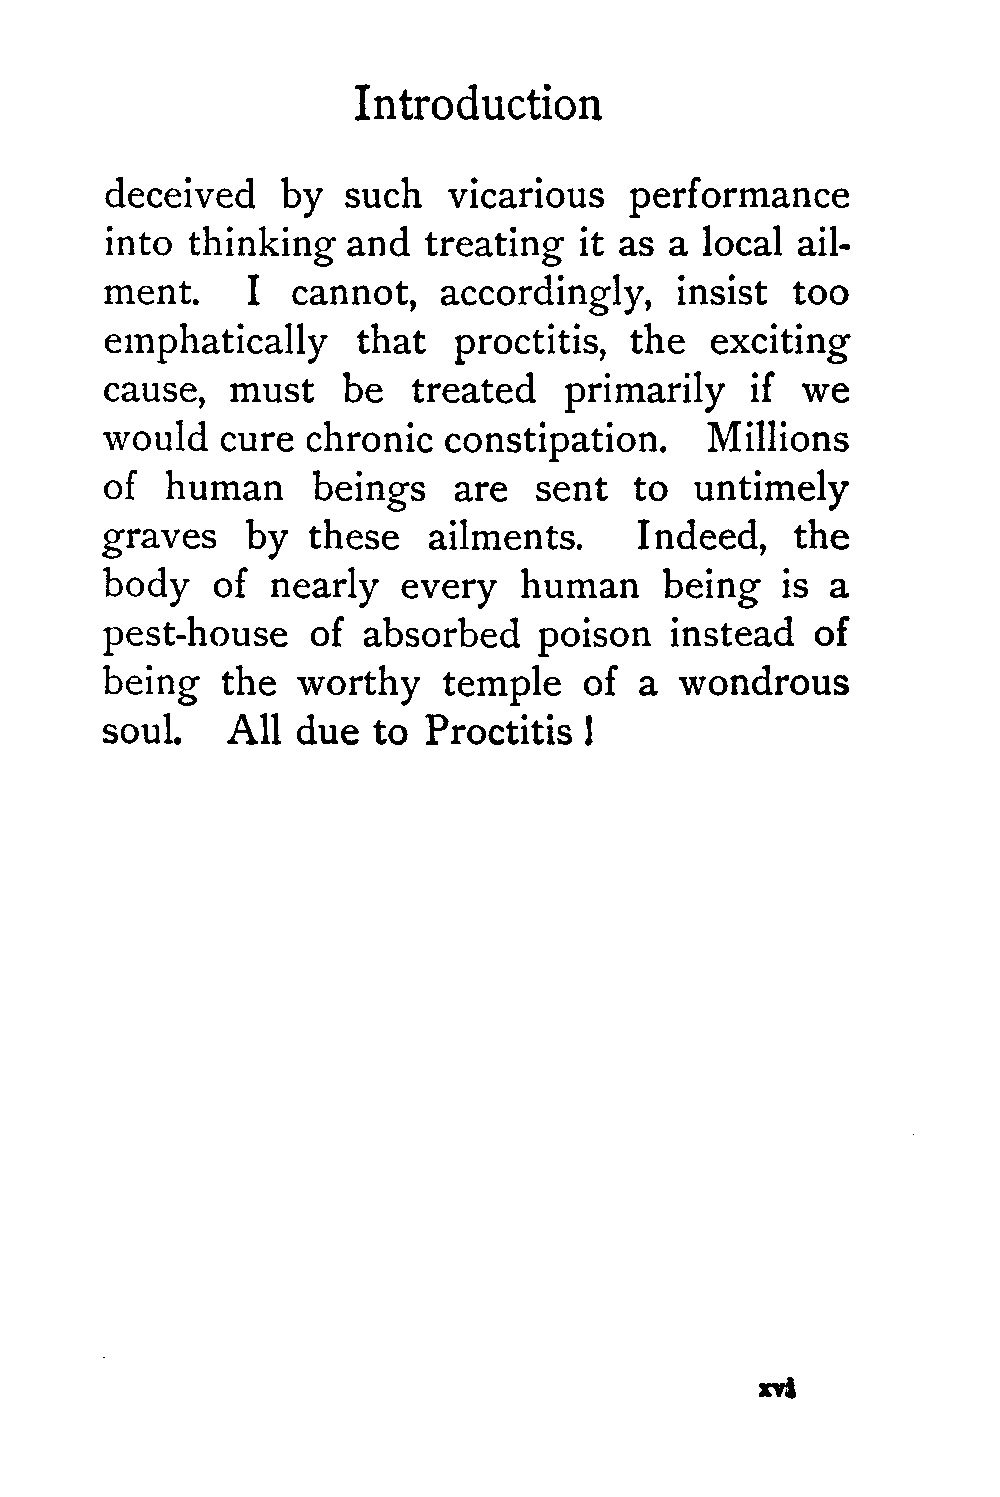 Introduction
deceived by such vicarious performance
into thinking and treating it as a local ail-
ment. I cannot, accordingly, insist too
emphatically that proctitis, the exciting
cause, must be treated primarily if we
would cure chronic constipation. Millions
of human beings are sent to untimely
graves by these ailments. Indeed, the
body of nearly every human being is a
pest-house of absorbed poison instead of
being the worthy temple of a wondrous
soul. All due to Proctitis!
xvi